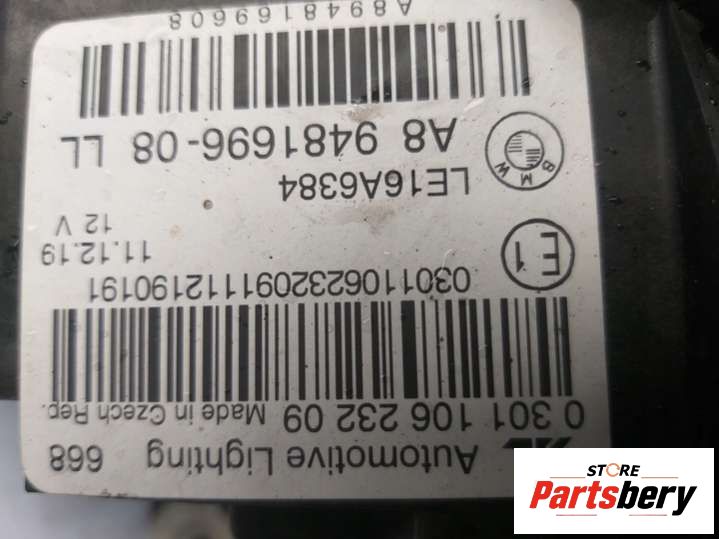 Automotive Lighting 668
0 301 106 232 09 Made in Czech Rep.
0301106232091112190191
E1
11.12.19
12 V
BMW
LE16A6384
A8 9481696-08 LL
A8948169608
STORE
Partsbery